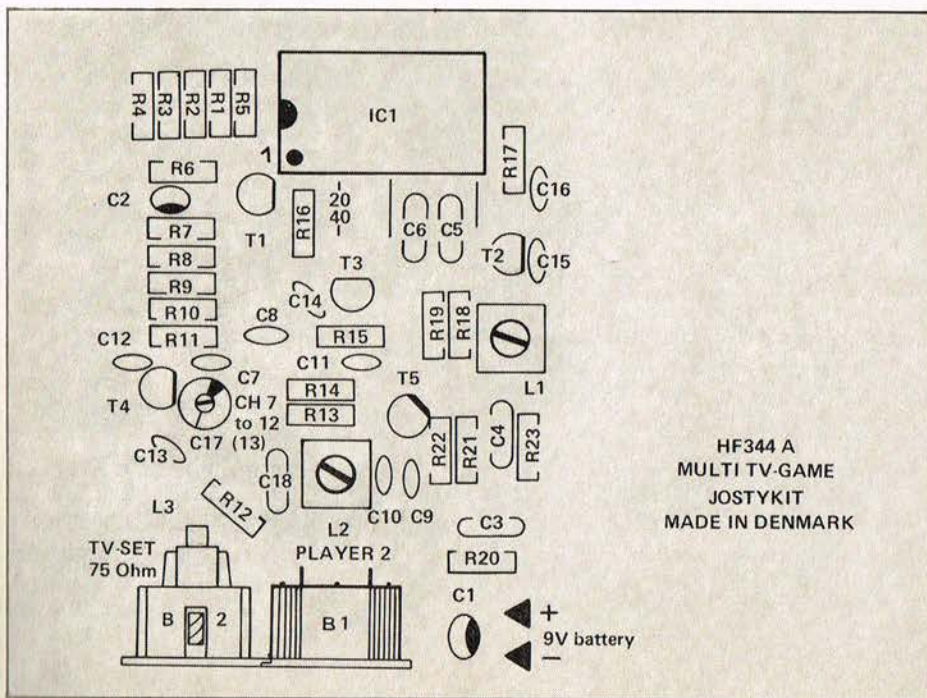 R4 R3 R2 R1 R5
IC1
1
R6
C2
T1
R16
20
40
C6 C5
R17
C16
R7
R8
R9
R10
R11
T2
C15
T3
C14
C8
R15
R19 R18
L1
C12
C11
C7
CH 7
to 12
(13)
R14
R13
T5
T4
C17
C13
R22 R21 C4 R23
C18
R12
L3
L2
C10 C9
PLAYER 2
C3
R20
TV-SET
75 Ohm
B 2
B 1
C1
+
9V battery
−
HF344 A
MULTI TV-GAME
JOSTYKIT
MADE IN DENMARK